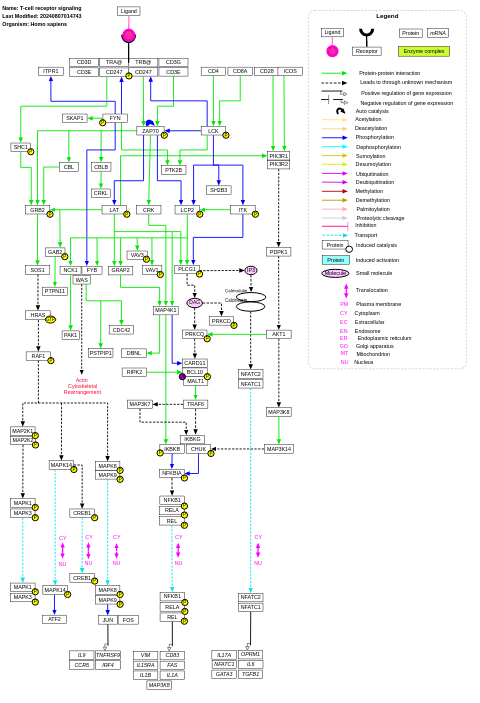 Name: T-cell receptor signaling
Last Modified: 20240807014743
Organism: Homo sapiens
Ligand
CD3D TRA@ TRB@ CD3G
CD3E CD247 CD247 CD3E
ITPR1
CD4 CD8A CD28 ICOS
SKAP1 FYN
ZAP70 LCK
SHC1
CBL CBLB
PTK2B
PIK3R1
PIK3R2
CRKL
SH2B3
GRB2 LAT CRK LCP2 ITK
GAB2
VAV3
PDPK1
SOS1 NCK1 FYB GRAP2 VAV1 PLCG1 IP3
WAS
PTPN11
DAG
Calmodulin
HRAS
MAP4K1
PRKCD
PAK1 CDC42
PRKCQ AKT1
RAF1
PSTPIP1 DBNL
CARD11
RIPK2 BCL10
MALT1
NFATC2
NFATC1
Actin
Cytoskeletal
Rearrangement
MAP3K7 TRAF6
MAP3K8
MAP2K1
MAP2K2
IKBKG
IKBKB CHUK
MAP3K14
MAPK14
MAPK8
MAPK9
NFKBIA
MAPK1
MAPK3
CREB1
NFKB1
RELA
REL
CY CY CY CY CY
NU NU NU NU NU
CREB1
MAPK1
MAPK3
MAPK14
MAPK8
MAPK9
NFKB1
RELA
REL
NFATC2
NFATC1
ATF2 JUN FOS
IL9 TNFRSF9
CCR5 IRF4
VIM CD83
IL15RA FAS
IL1B IL1A
MAP3K8
IL17A OPRM1
NFATC1 IL6
GATA3 TGFB1
Legend
Ligand
Protein mRNA
Receptor
Enzyme complex
Protein-protein interaction
Leads to through unknown mechanism
Positive regulation of gene expression
Negative regulation of gene expression
Auto catalysis
Acetylation
Deacetylation
Phosphorylation
Dephosphorylation
Sumoylation
Desumoylation
Ubiquitination
Deubiquitination
Methylation
Demethylation
Palmitoylation
Proteolytic cleavage
Inhibition
Transport
Protein Induced catalysis
Protein Induced activation
Molecule Small molecule
Translocation
PM Plasma membrane
CY Cytoplasm
EC Extracellular
EN Endosome
ER Endoplasmic reticulum
GO Golgi apparatus
MT Mitochondrion
NU Nucleus